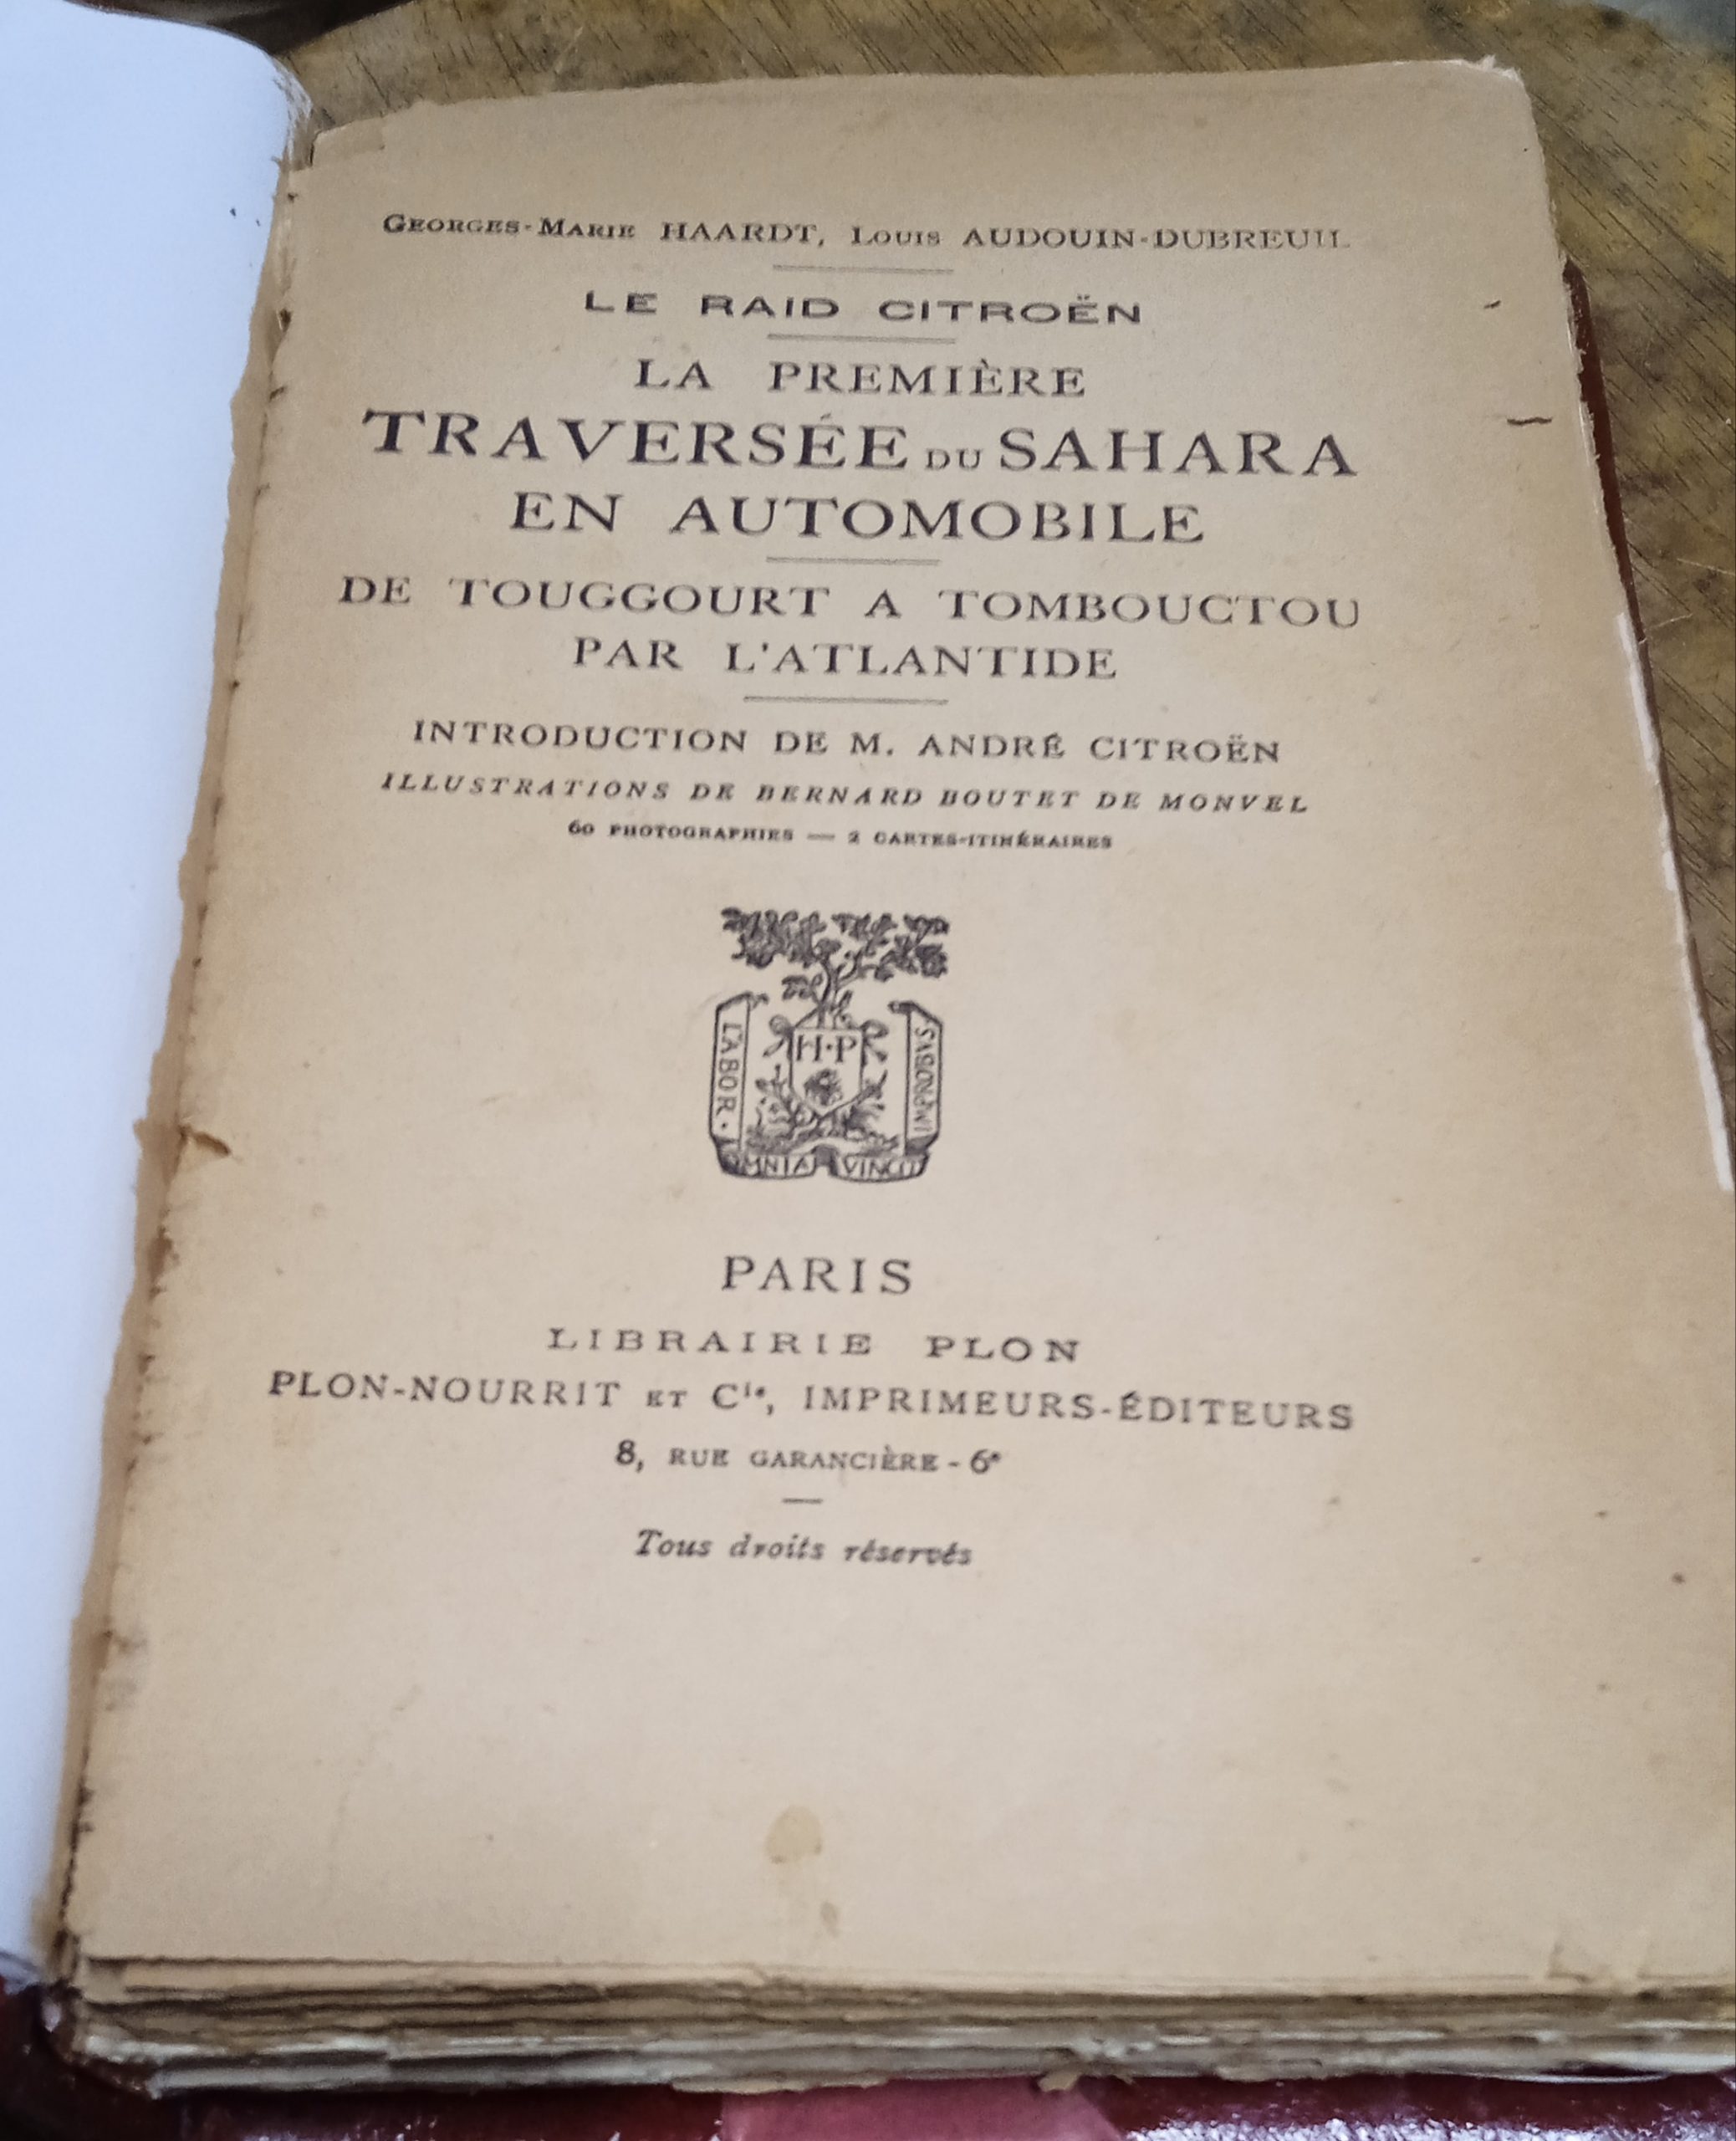 Georges-Marie HAARDT, Louis AUDOUIN-DUBREUIL
LE RAID CITROËN
LA PREMIÈRE
TRAVERSÉE DU SAHARA
EN AUTOMOBILE
DE TOUGGOURT A TOMBOUCTOU
PAR L'ATLANTIDE
INTRODUCTION DE M. ANDRÉ CITROËN
ILLUSTRATIONS DE BERNARD BOUTET DE MONVEL
60 PHOTOGRAPHIES — 2 CARTES-ITINÉRAIRES
LABOR.
H·P
IMPROBVS
OMNIA VINCIT
PARIS
LIBRAIRIE PLON
PLON-NOURRIT ET Cie, IMPRIMEURS-ÉDITEURS
8, RUE GARANCIÈRE - 6e
Tous droits réservés